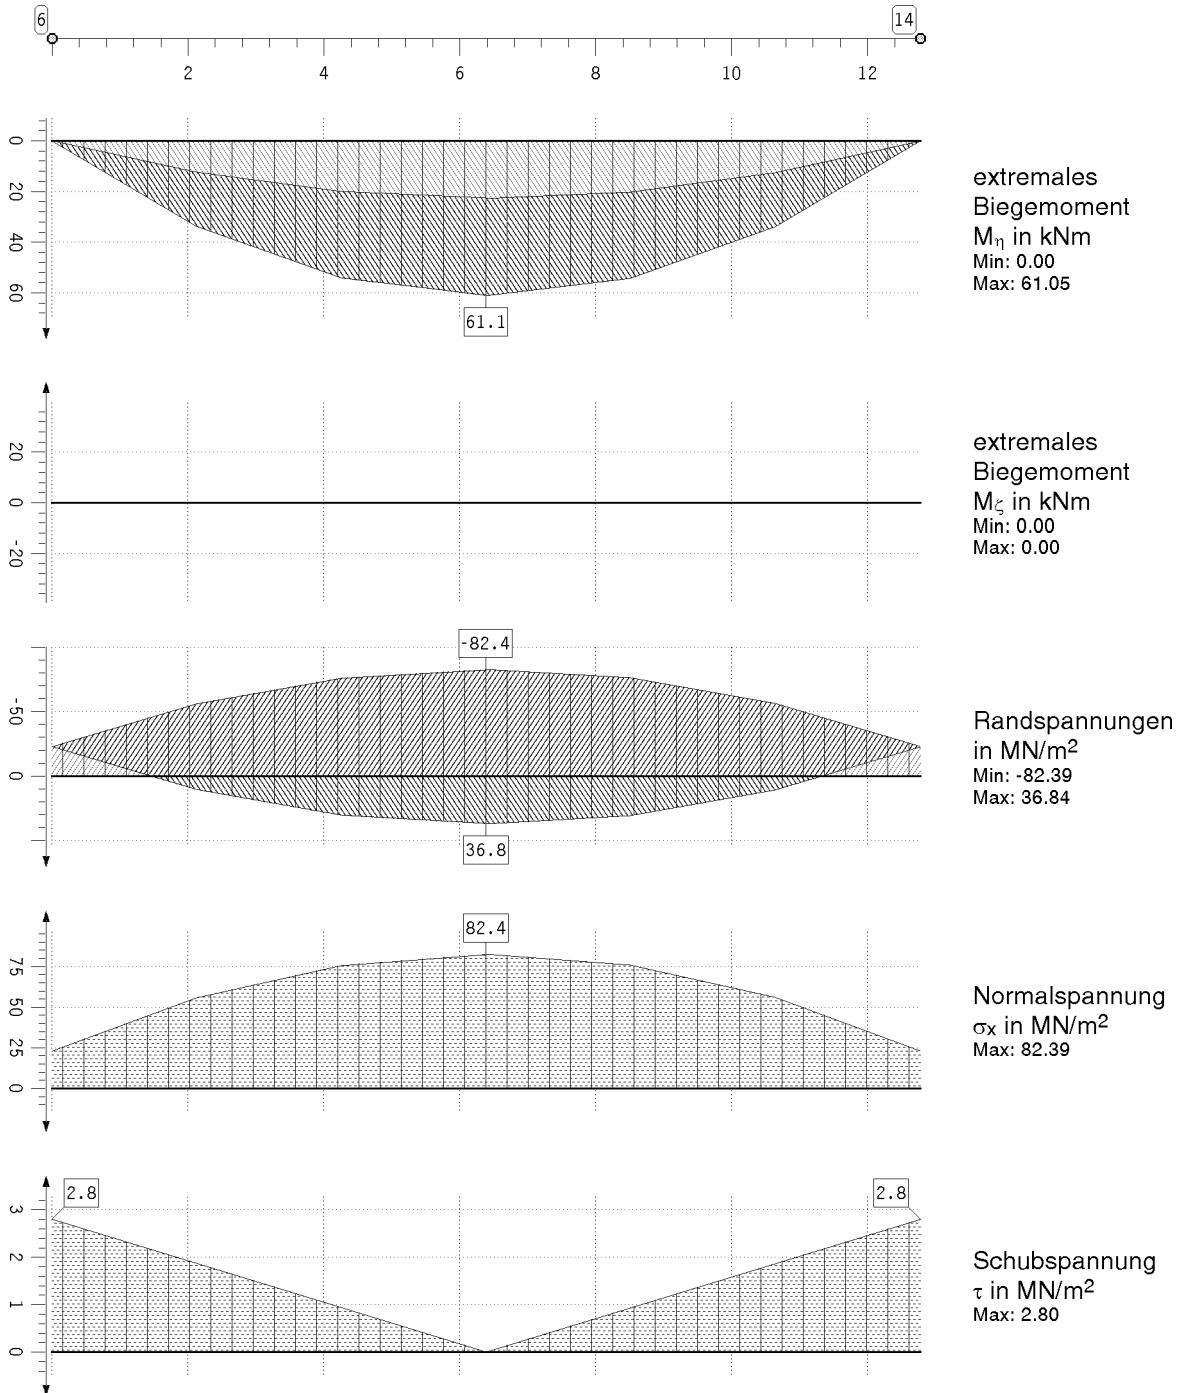 6
14
2 4 6 8 10 12
0
20
40
60
61.1
extremales
Biegemoment
Mη in kNm
Min: 0.00
Max: 61.05
20
0
-20
extremales
Biegemoment
Mζ in kNm
Min: 0.00
Max: 0.00
-82.4
-50
0
36.8
Randspannungen
in MN/m²
Min: -82.39
Max: 36.84
82.4
75
50
25
0
Normalspannung
σx in MN/m²
Max: 82.39
2.8
2.8
3
2
1
0
Schubspannung
τ in MN/m²
Max: 2.80